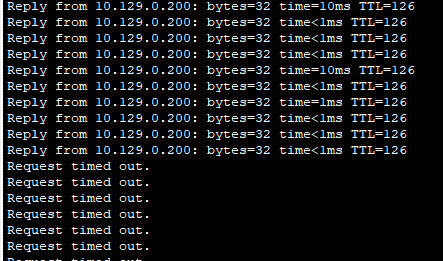 Reply from 10.129.0.200: bytes=32 time=10ms TTL=126
Reply from 10.129.0.200: bytes=32 time<1ms TTL=126
Reply from 10.129.0.200: bytes=32 time<1ms TTL=126
Reply from 10.129.0.200: bytes=32 time<1ms TTL=126
Reply from 10.129.0.200: bytes=32 time=10ms TTL=126
Reply from 10.129.0.200: bytes=32 time<1ms TTL=126
Reply from 10.129.0.200: bytes=32 time<1ms TTL=126
Reply from 10.129.0.200: bytes=32 time<1ms TTL=126
Reply from 10.129.0.200: bytes=32 time<1ms TTL=126
Reply from 10.129.0.200: bytes=32 time<1ms TTL=126
Request timed out.
Request timed out.
Request timed out.
Request timed out.
Request timed out.
Request timed out.
Request timed out.